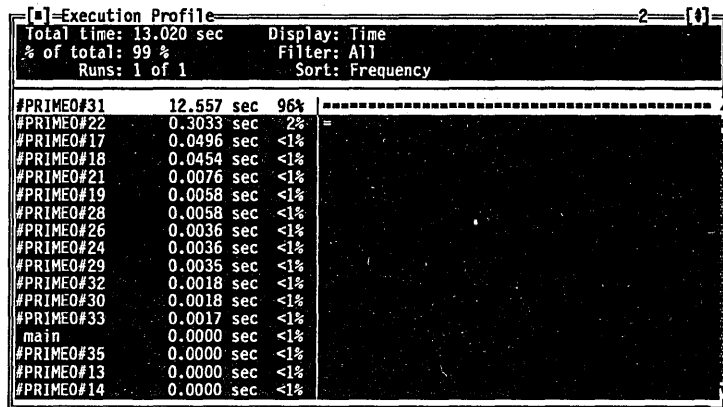 [■]=Execution Profile=2=[↕]
Total time: 13.020 sec Display: Time
% of total: 99 % Filter: All
Runs: 1 of 1 Sort: Frequency
#PRIME0#31 12.557 sec 96%
#PRIME0#22 0.3033 sec 2% =
#PRIME0#17 0.0496 sec <1%
#PRIME0#18 0.0454 sec <1%
#PRIME0#21 0.0076 sec <1%
#PRIME0#19 0.0058 sec <1%
#PRIME0#28 0.0058 sec <1%
#PRIME0#26 0.0036 sec <1%
#PRIME0#24 0.0036 sec <1%
#PRIME0#29 0.0035 sec <1%
#PRIME0#32 0.0018 sec <1%
#PRIME0#30 0.0018 sec <1%
#PRIME0#33 0.0017 sec <1%
main 0.0000 sec <1%
#PRIME0#35 0.0000 sec <1%
#PRIME0#13 0.0000 sec <1%
#PRIME0#14 0.0000 sec <1%